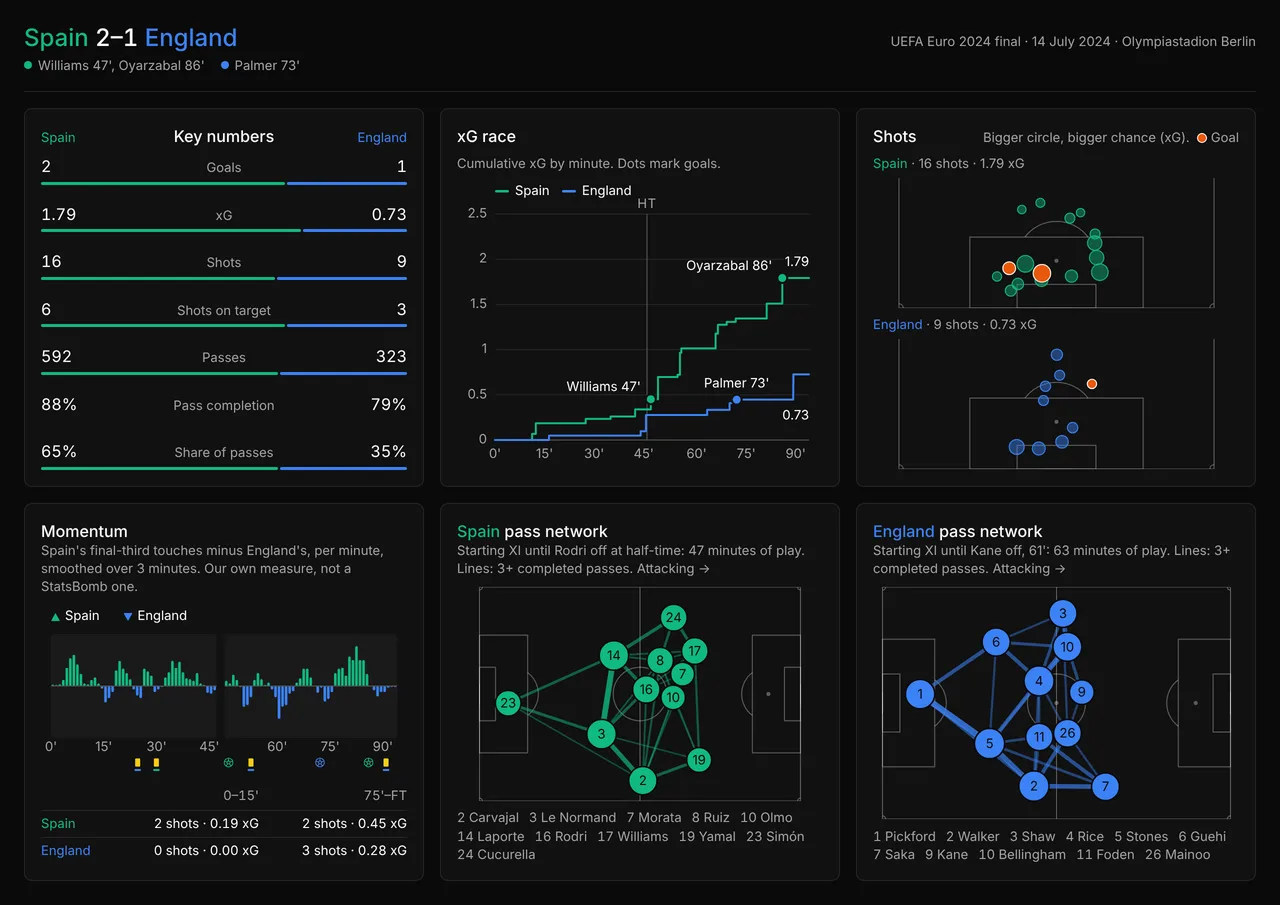 Spain 2–1 England
UEFA Euro 2024 final · 14 July 2024 · Olympiastadion Berlin
Williams 47', Oyarzabal 86' Palmer 73'
Spain Key numbers England
2 Goals 1
1.79 xG 0.73
16 Shots 9
6 Shots on target 3
592 Passes 323
88% Pass completion 79%
65% Share of passes 35%
xG race
Cumulative xG by minute. Dots mark goals.
Spain England
HT
2.5
2
1.5
1
0.5
0
Oyarzabal 86' 1.79
Williams 47' Palmer 73'
0.73
0' 15' 30' 45' 60' 75' 90'
Shots Bigger circle, bigger chance (xG). Goal
Spain · 16 shots · 1.79 xG
England · 9 shots · 0.73 xG
Momentum
Spain's final-third touches minus England's, per minute,
smoothed over 3 minutes. Our own measure, not a
StatsBomb one.
Spain England
0' 15' 30' 45' 60' 75' 90'
0–15' 75'–FT
Spain 2 shots · 0.19 xG 2 shots · 0.45 xG
England 0 shots · 0.00 xG 3 shots · 0.28 xG
Spain pass network
Starting XI until Rodri off at half-time: 47 minutes of play.
Lines: 3+ completed passes. Attacking →
24
14 8 17
7
16 10
23
3
19
2
2 Carvajal 3 Le Normand 7 Morata 8 Ruiz 10 Olmo
14 Laporte 16 Rodri 17 Williams 19 Yamal 23 Simón
24 Cucurella
England pass network
Starting XI until Kane off, 61': 63 minutes of play. Lines: 3+
completed passes. Attacking →
3
6 10
4
1 9
5 11 26
2 7
1 Pickford 2 Walker 3 Shaw 4 Rice 5 Stones 6 Guehi
7 Saka 9 Kane 10 Bellingham 11 Foden 26 Mainoo